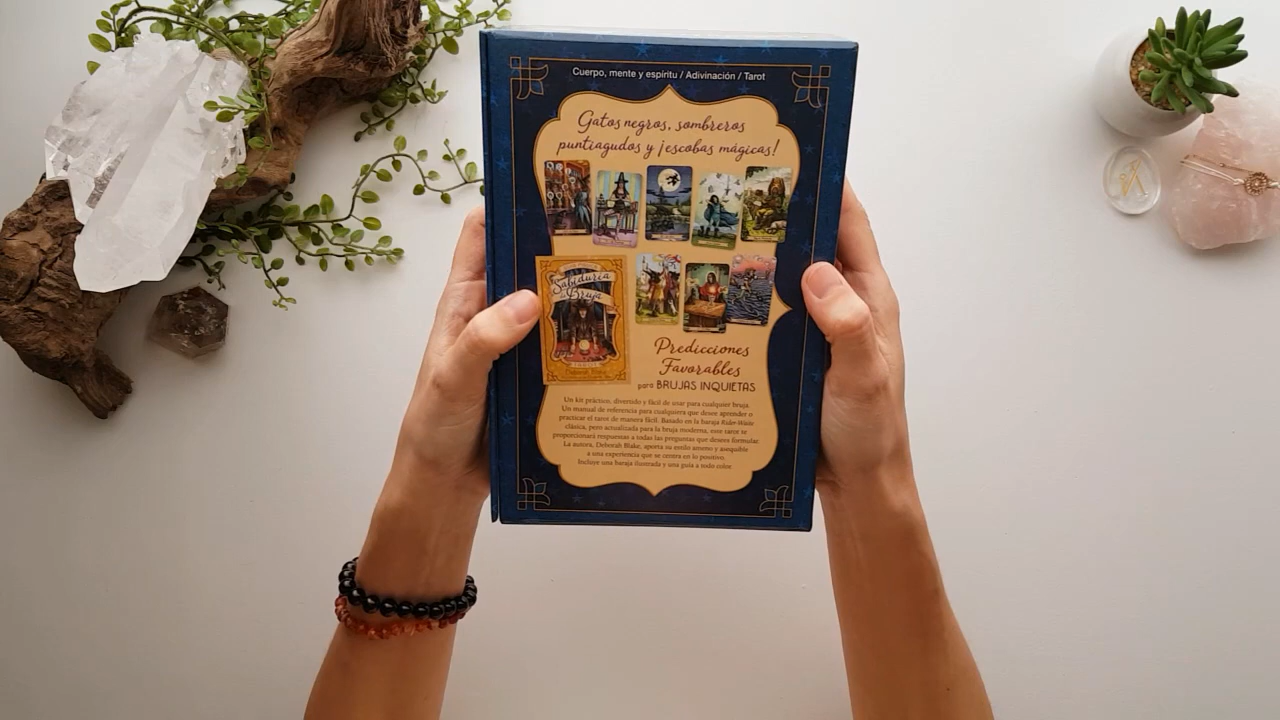 Cuerpo, mente y espíritu / Adivinación / Tarot
Gatos negros, sombreros
puntiagudos y ¡escobas mágicas!
Sabiduría
Bruja
TAROT
Deborah Blake
Predicciones
Favorables
para BRUJAS INQUIETAS
Un kit práctico, divertido y fácil de usar para cualquier bruja.
Un manual de referencia para cualquiera que desee aprender o
practicar el tarot de manera fácil. Basado en la baraja Rider-Waite
clásica, pero actualizada para la bruja moderna, este tarot te
proporcionará respuestas a todas las preguntas que desees formular.
La autora, Deborah Blake, aporta su estilo ameno y asequible
a una experiencia que se centra en lo positivo.
Incluye una baraja ilustrada y una guía a todo color